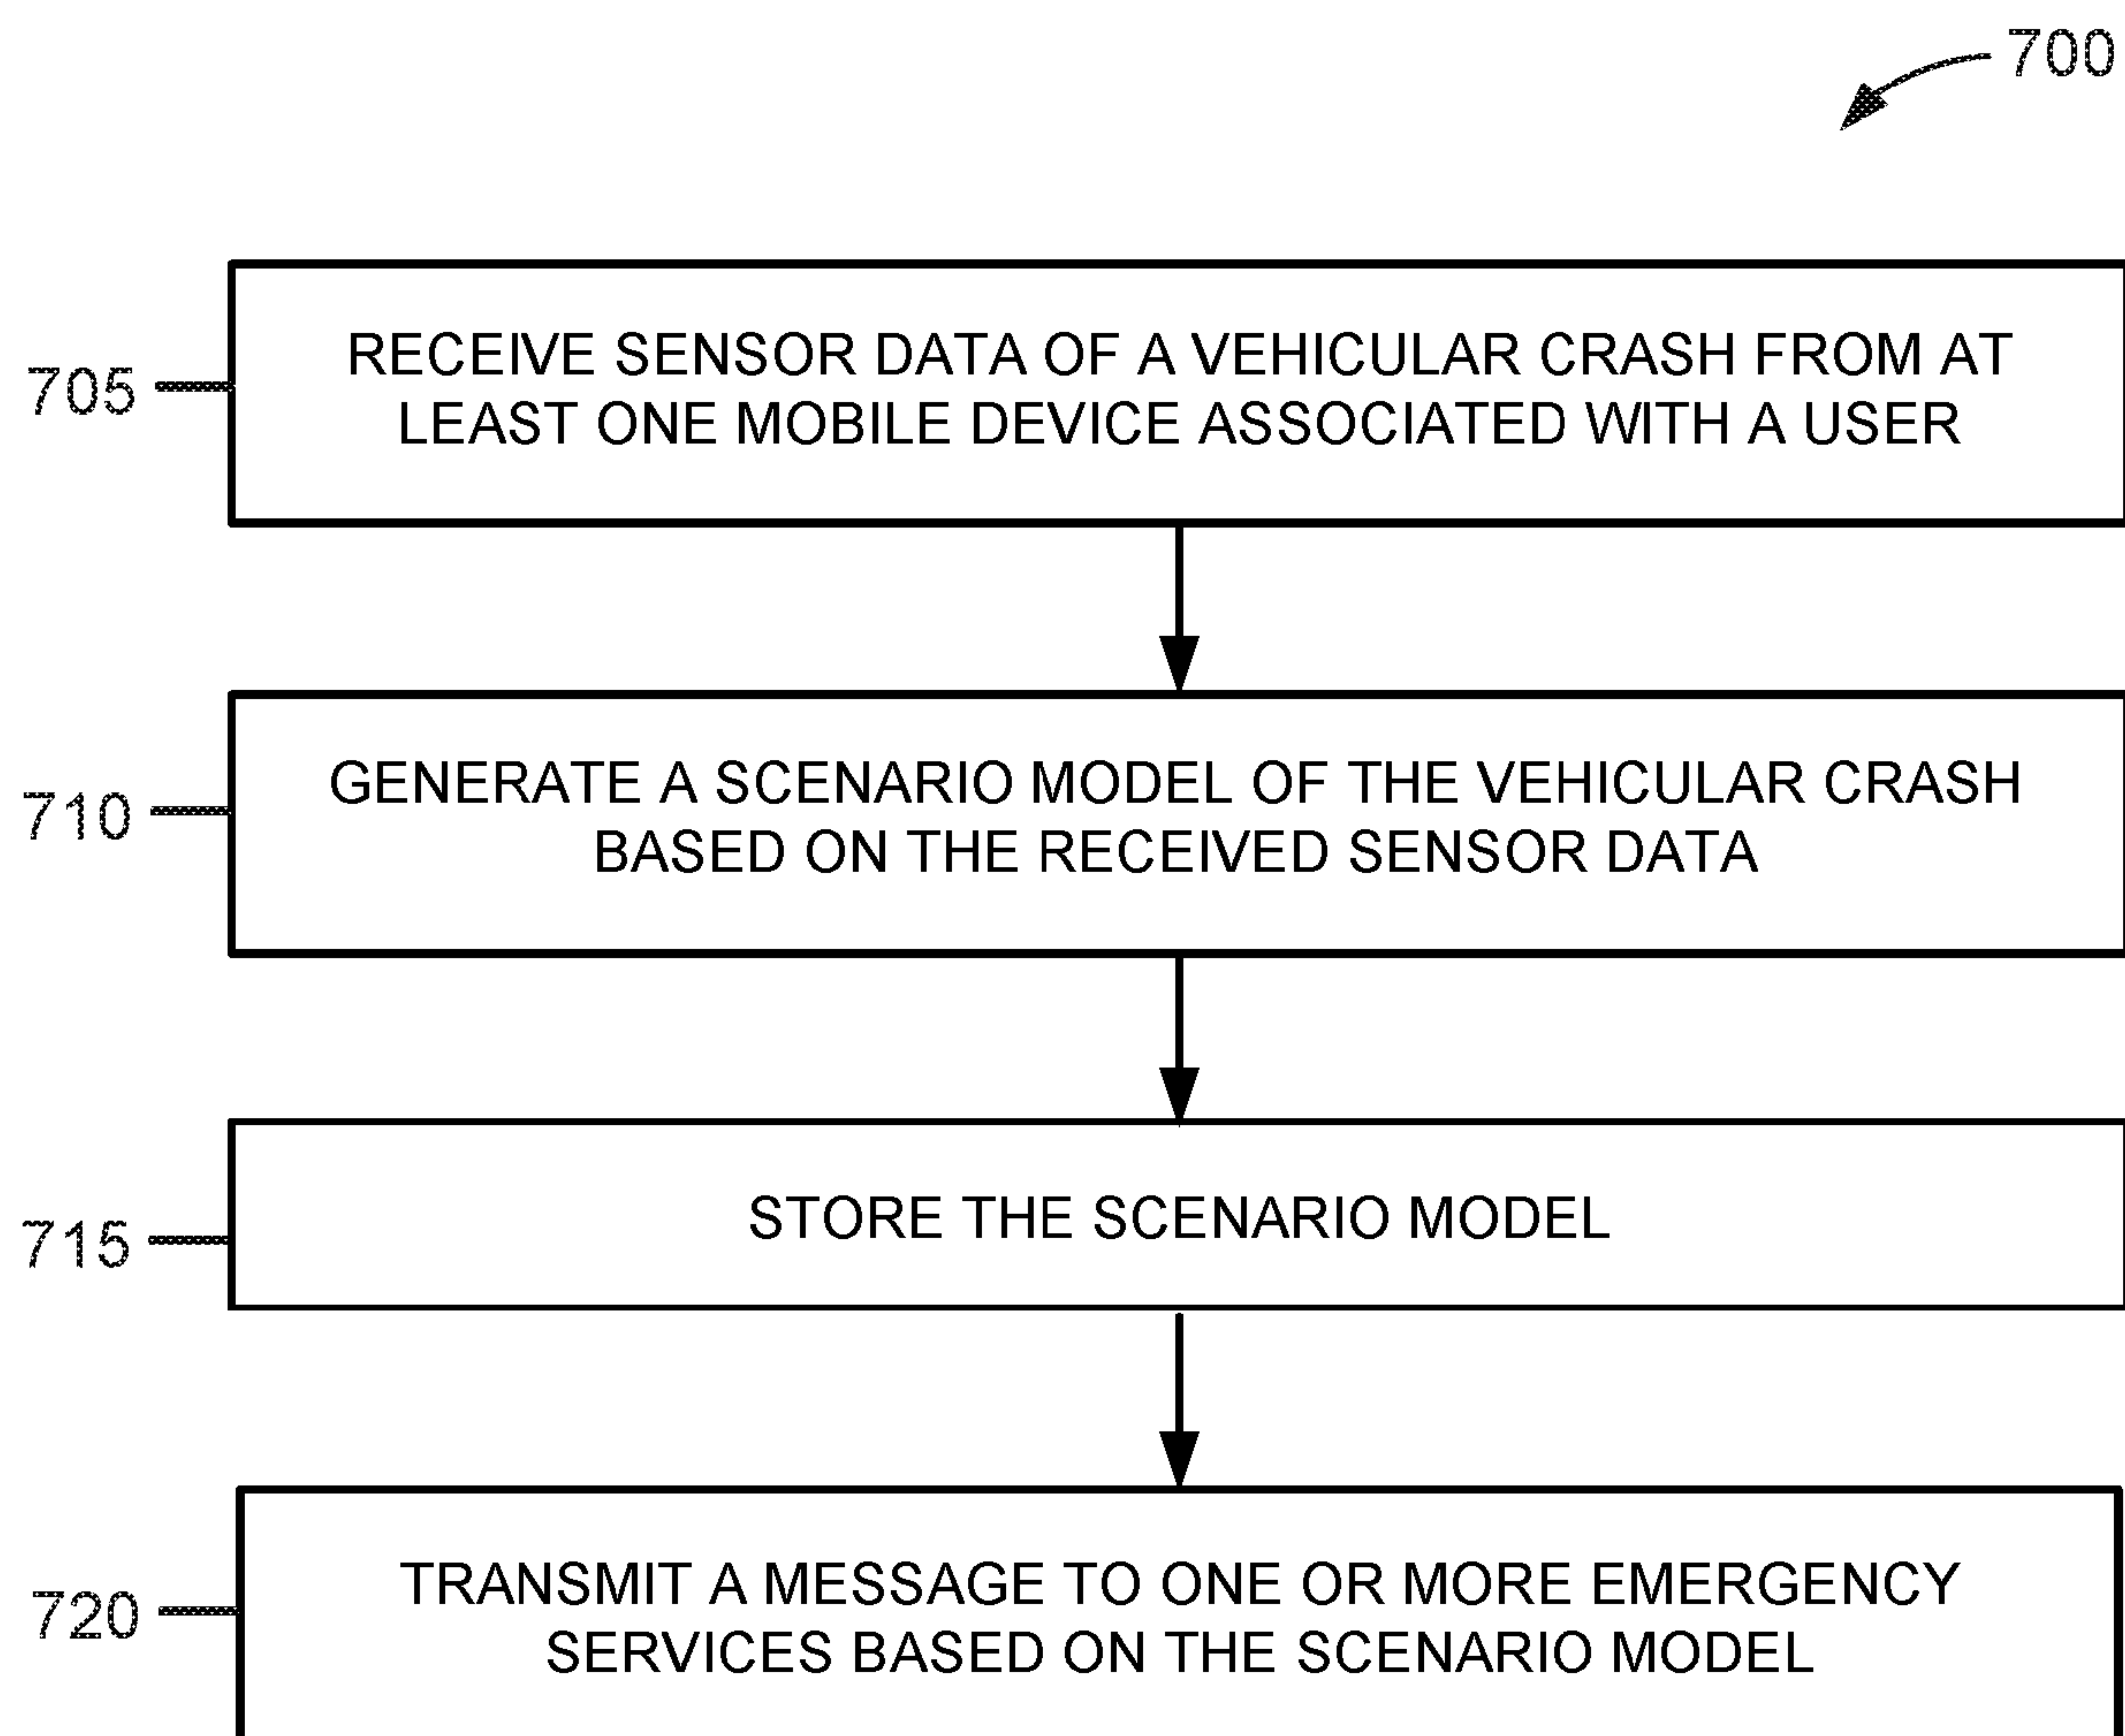 700
705
RECEIVE SENSOR DATA OF A VEHICULAR CRASH FROM AT
LEAST ONE MOBILE DEVICE ASSOCIATED WITH A USER
710
GENERATE A SCENARIO MODEL OF THE VEHICULAR CRASH
BASED ON THE RECEIVED SENSOR DATA
715
STORE THE SCENARIO MODEL
720
TRANSMIT A MESSAGE TO ONE OR MORE EMERGENCY
SERVICES BASED ON THE SCENARIO MODEL